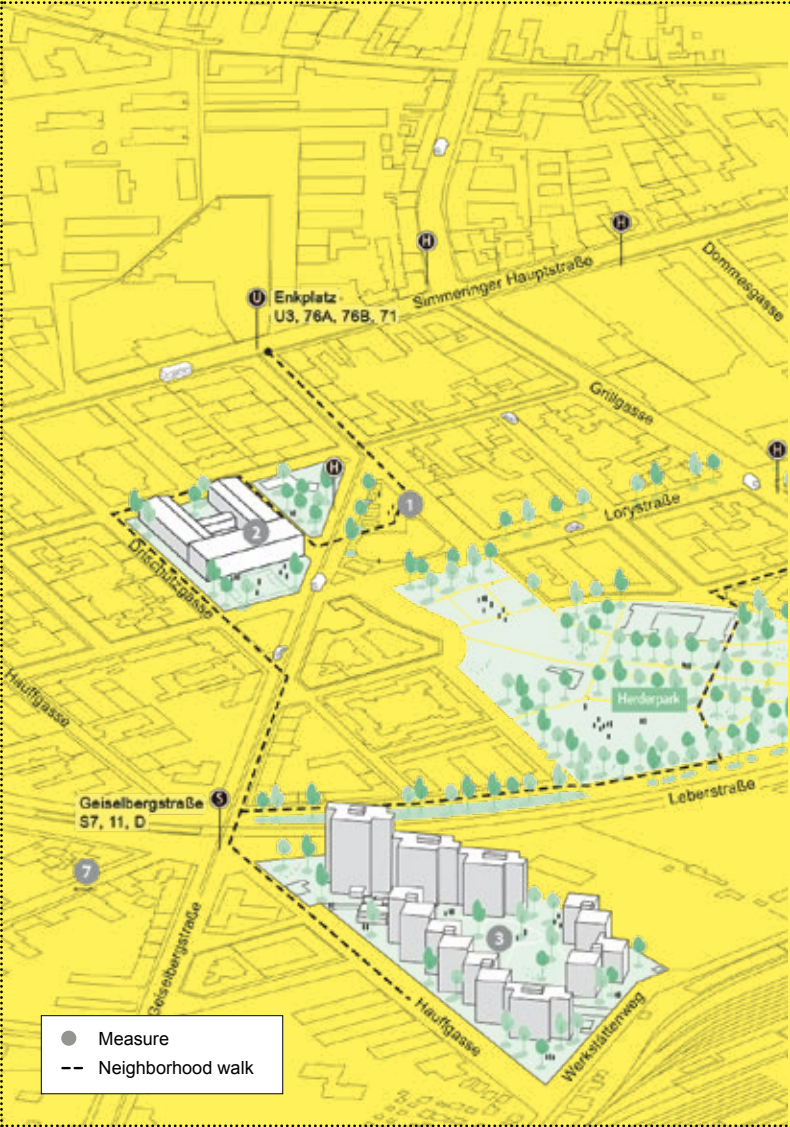 H
H
Dommesgasse
Simmeringer Hauptstraße
U
Enkplatz
U3, 76A, 76B, 71
Grillgasse
H
H
1
Lorystraße
2
Drischützgasse
Herderpark
Hauffgasse
Leberstraße
Geiselbergstraße
S7, 11, D
S
7
3
Geiselbergstraße
Hauffgasse
Werkstättenweg
Measure
Neighborhood walk